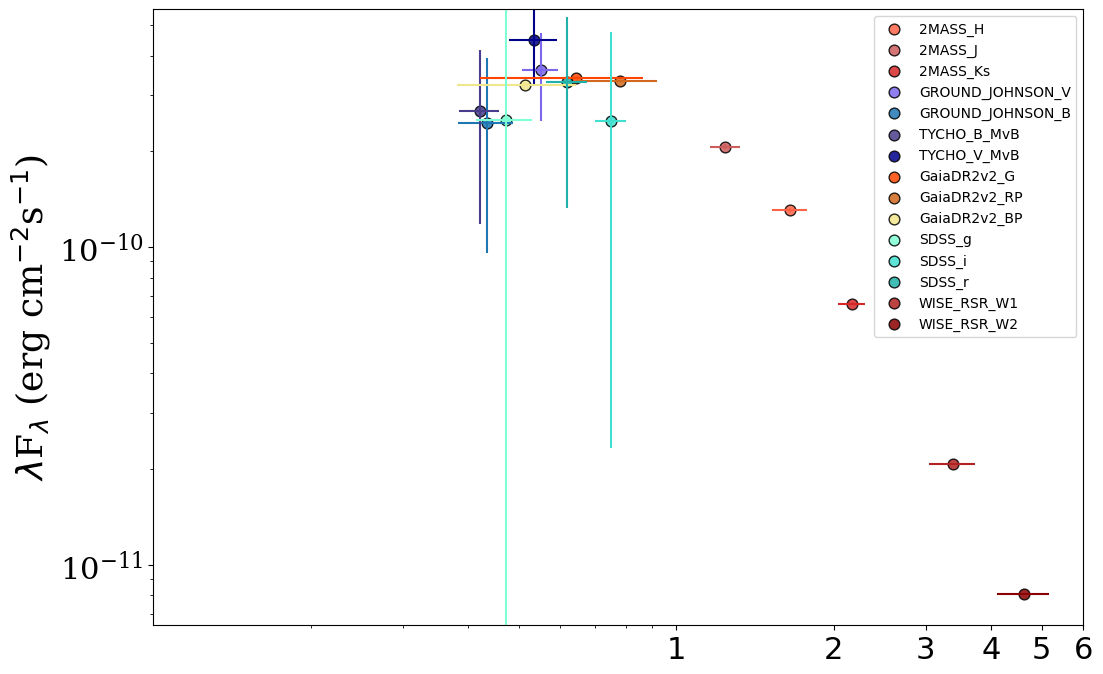 λFλ (erg cm−2s−1)
10−10
10−11
1 2 3 4 5 6
2MASS_H
2MASS_J
2MASS_Ks
GROUND_JOHNSON_V
GROUND_JOHNSON_B
TYCHO_B_MvB
TYCHO_V_MvB
GaiaDR2v2_G
GaiaDR2v2_RP
GaiaDR2v2_BP
SDSS_g
SDSS_i
SDSS_r
WISE_RSR_W1
WISE_RSR_W2